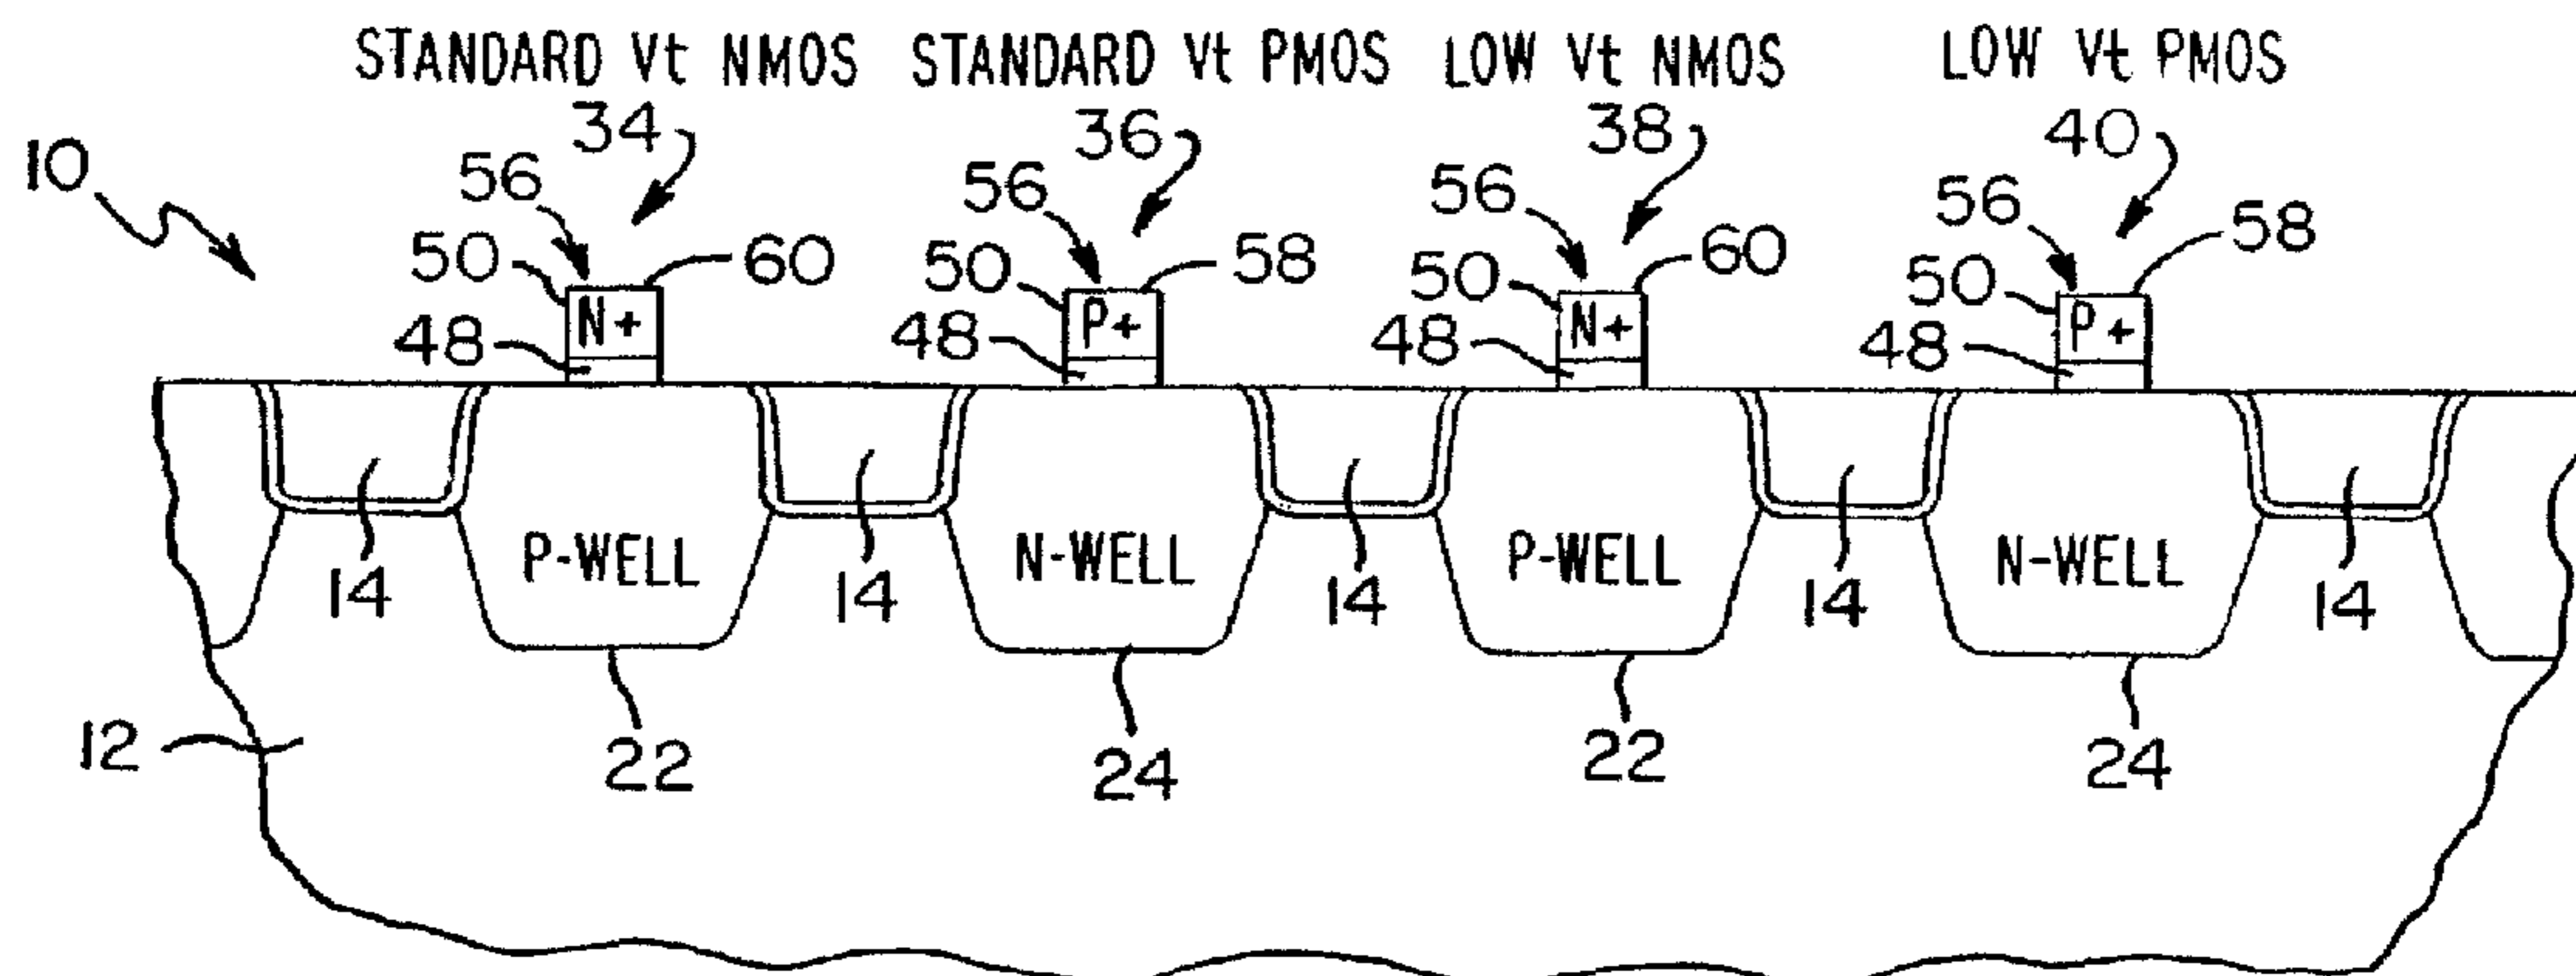 STANDARD Vt NMOS STANDARD Vt PMOS LOW Vt NMOS LOW Vt PMOS
34 36 38 40
10 56 56 56 56
50 60 50 58 50 60 50 58
N+ P+ N+ P+
48 48 48 48
P-WELL N-WELL P-WELL N-WELL
14 14 14 14 14
12 22 24 22 24